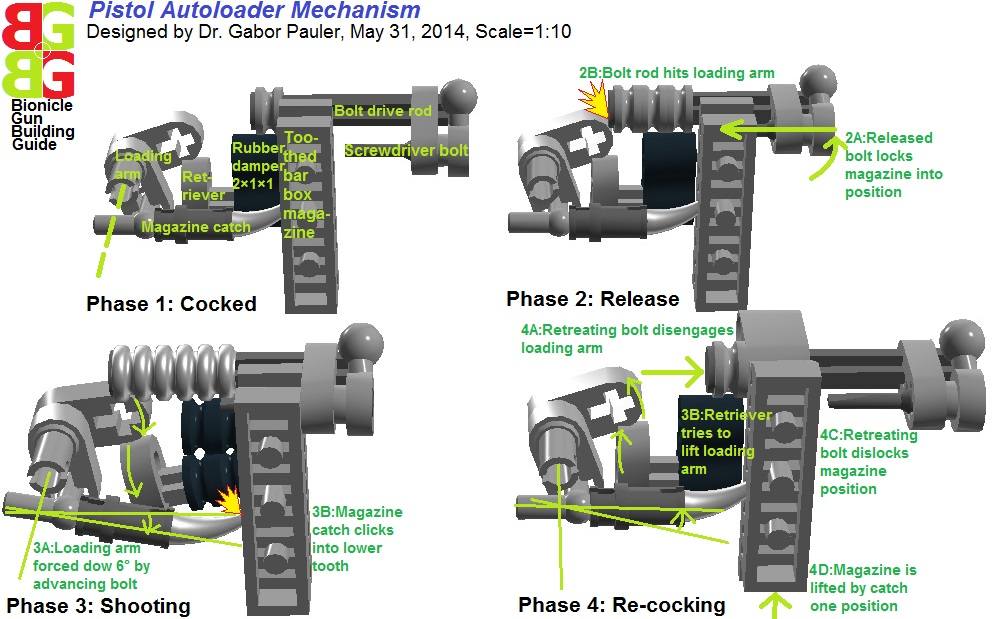 Pistol Autoloader Mechanism
Designed by Dr. Gabor Pauler, May 31, 2014, Scale=1:10
BG
BG
Bionicle
Gun
Building
Guide
Loading
arm
Ret-
riever
Rubber
damper
2×1×1
Too-
thed
bar
box
maga-
zine
Bolt drive rod
Screwdriver bolt
Magazine catch
Phase 1: Cocked
2B:Bolt rod hits loading arm
2A:Released
bolt locks
magazine into
position
Phase 2: Release
3A:Loading arm
forced dow 6° by
advancing bolt
3B:Magazine
catch clicks
into lower
tooth
Phase 3: Shooting
4A:Retreating bolt disengages
loading arm
3B:Retriever
tries to
lift loading
arm
4C:Retreating
bolt dislocks
magazine
position
4D:Magazine is
lifted by catch
one position
Phase 4: Re-cocking